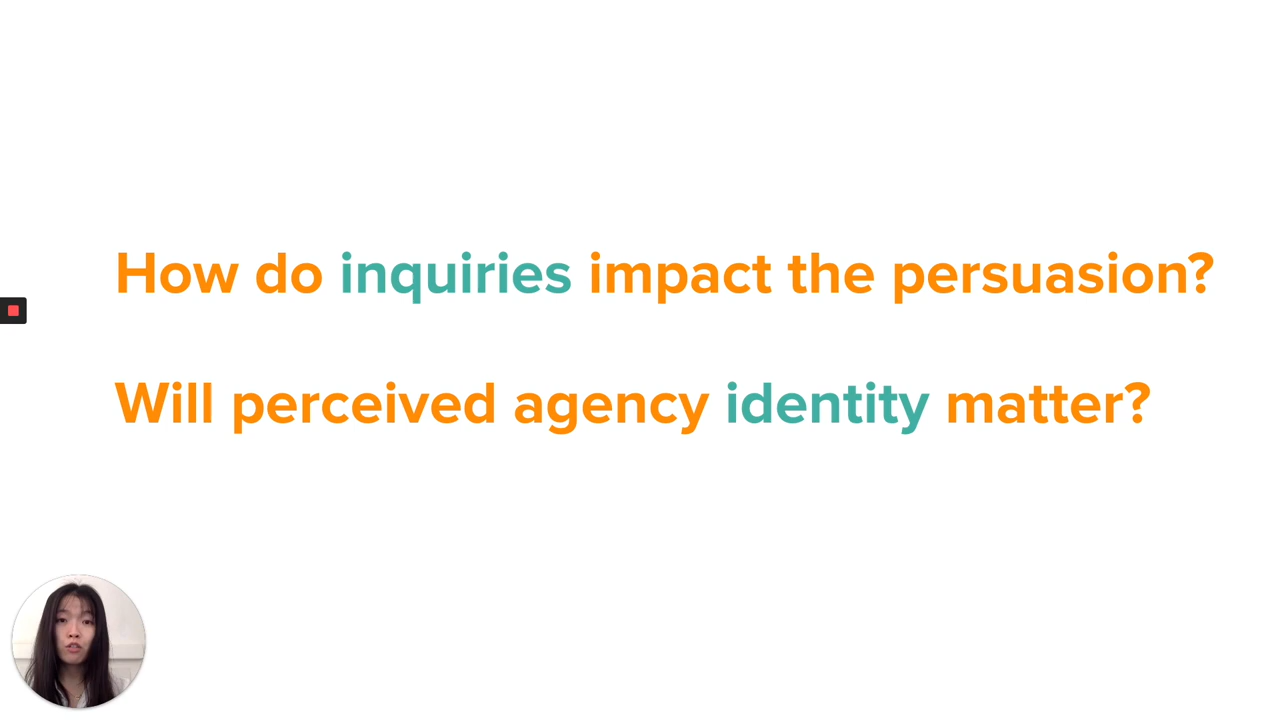 How do inquiries impact the persuasion?
Will perceived agency identity matter?